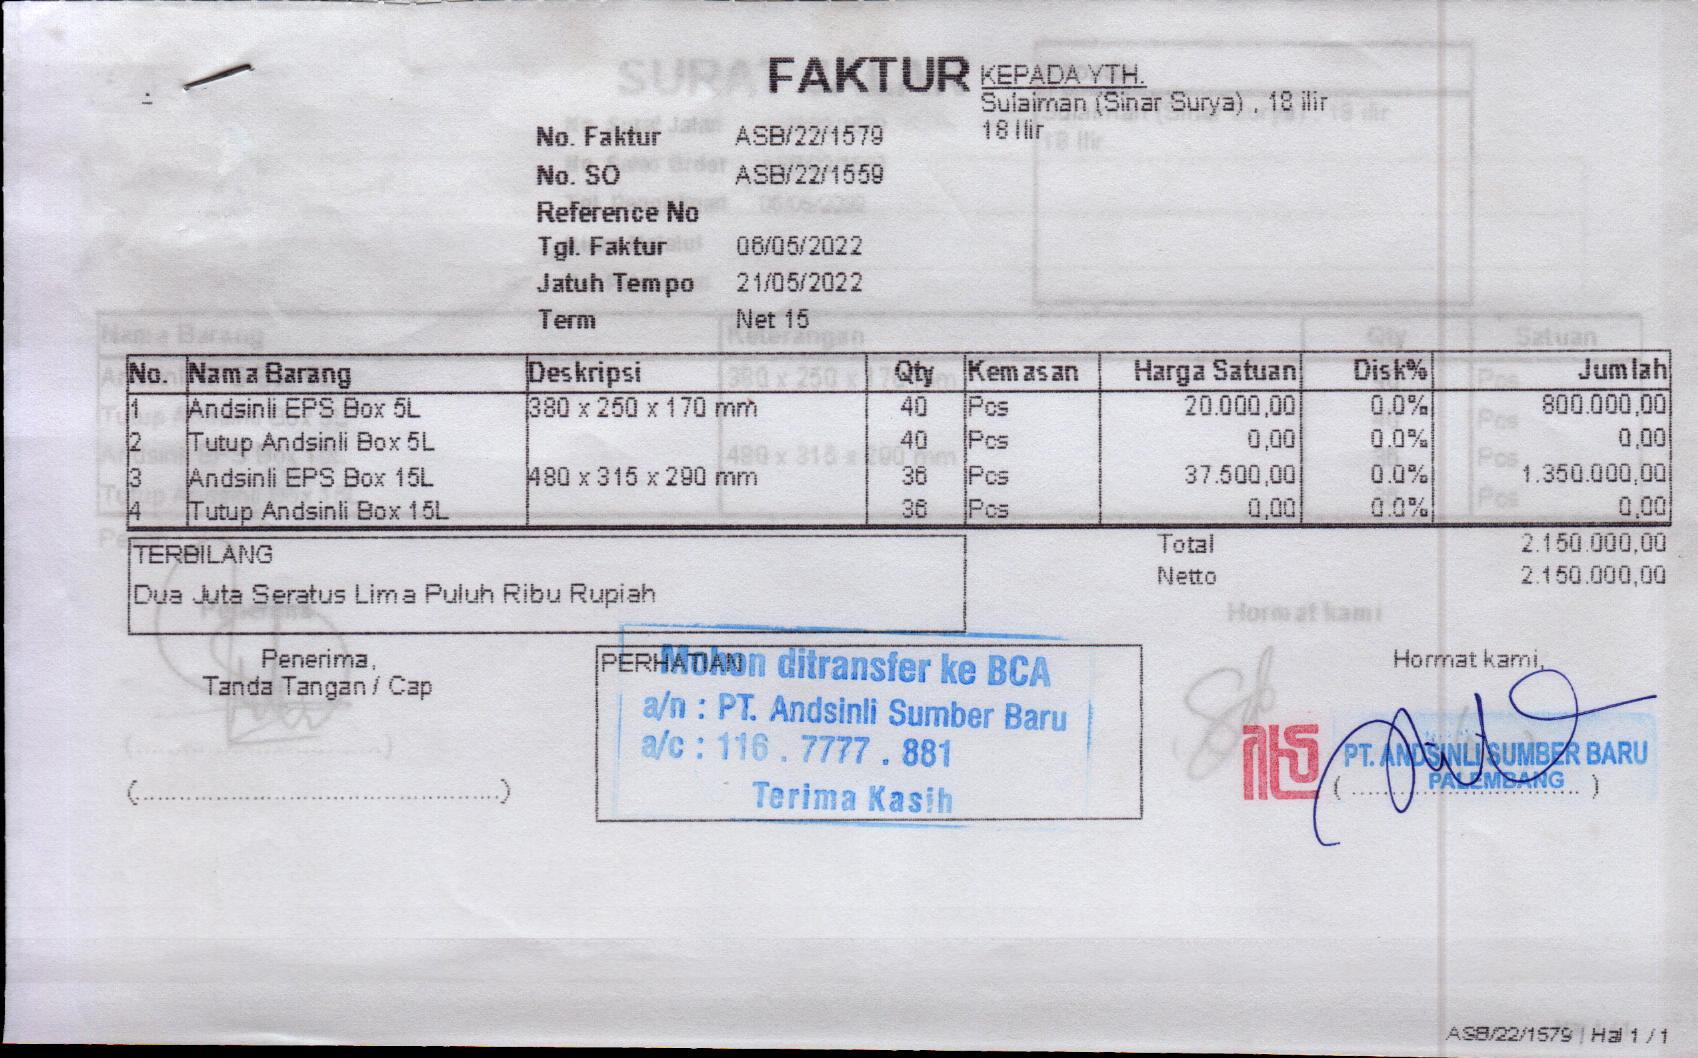 FAKTUR
KEPADA YTH.
Sulaiman (Sinar Surya) , 18 ilir
18 Ilir
No. Faktur ASB/22/1579
No. SO ASB/22/1559
Reference No
Tgl. Faktur 06/05/2022
Jatuh Tempo 21/05/2022
Term Net 15
No. Nama Barang Deskripsi Qty Kemasan Harga Satuan Disk% Jumlah
1 Andsinli EPS Box 5L 380 x 250 x 170 mm 40 Pcs 20.000,00 0.0% 800.000,00
2 Tutup Andsinli Box 5L 40 Pcs 0,00 0.0% 0,00
3 Andsinli EPS Box 15L 480 x 315 x 290 mm 36 Pcs 37.500,00 0.0% 1.350.000,00
4 Tutup Andsinli Box 15L 36 Pcs 0,00 0.0% 0,00
Total 2.150.000,00
Netto 2.150.000,00
TERBILANG
Dua Juta Seratus Lima Puluh Ribu Rupiah
Penerima,
Tanda Tangan / Cap
(............................................)
PERHATIAN
Mohon ditransfer ke BCA
a/n : PT. Andsinli Sumber Baru
a/c : 116 . 7777 . 881
Terima Kasih
Hormat kami,
PT. ANDSINLI SUMBER BARU
PALEMBANG
(............................)
ASB/22/1579 | Hal 1 / 1